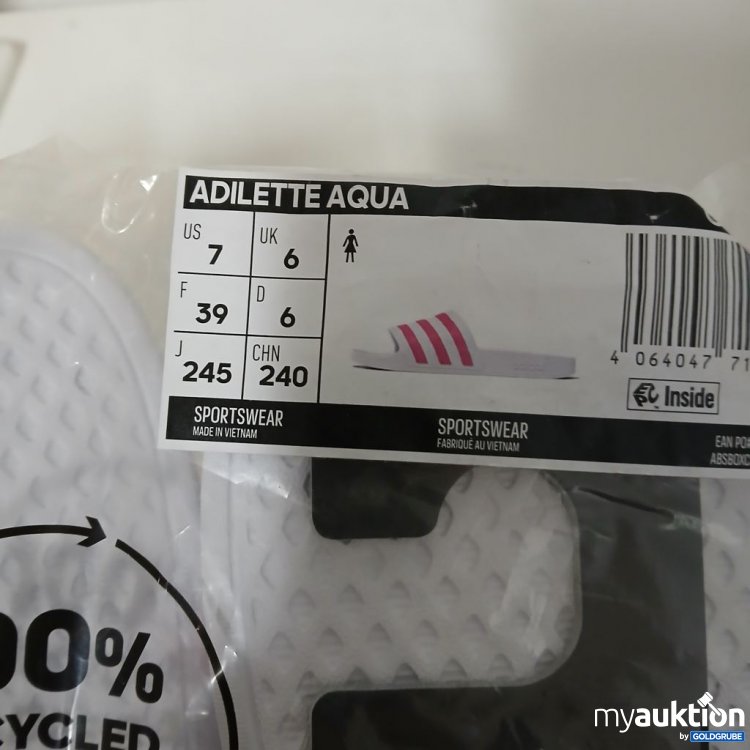 ADILETTE AQUA
US 7 UK 6
F 39 D 6
J 245 CHN 240
4 064047 71
Inside
SPORTSWEAR
MADE IN VIETNAM
SPORTSWEAR
FABRIQUÉ AU VIETNAM
EAN
00%
CYCLED
myauktion
by GOLDGRUBE